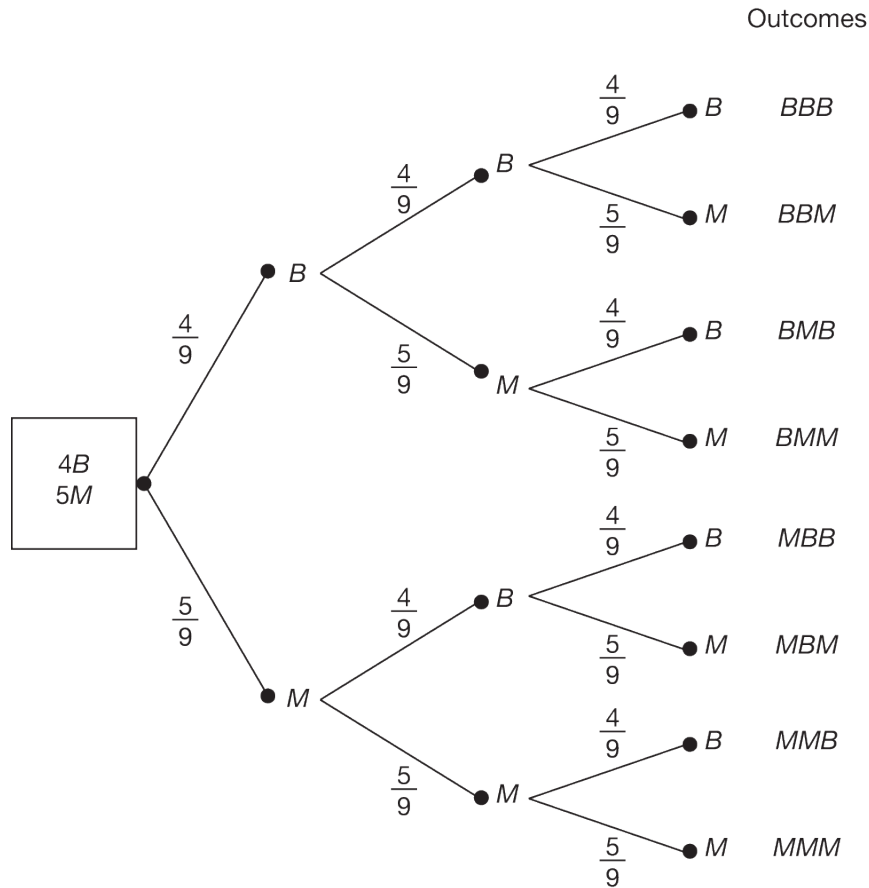 Outcomes
4/9 B BBB
4/9 B
5/9 M BBM
4/9 B
4/9 B BMB
5/9 M
5/9 M BMM
4B
5M
4/9 B MBB
4/9 B
5/9 M MBM
5/9 M
4/9 B MMB
5/9 M
5/9 M MMM